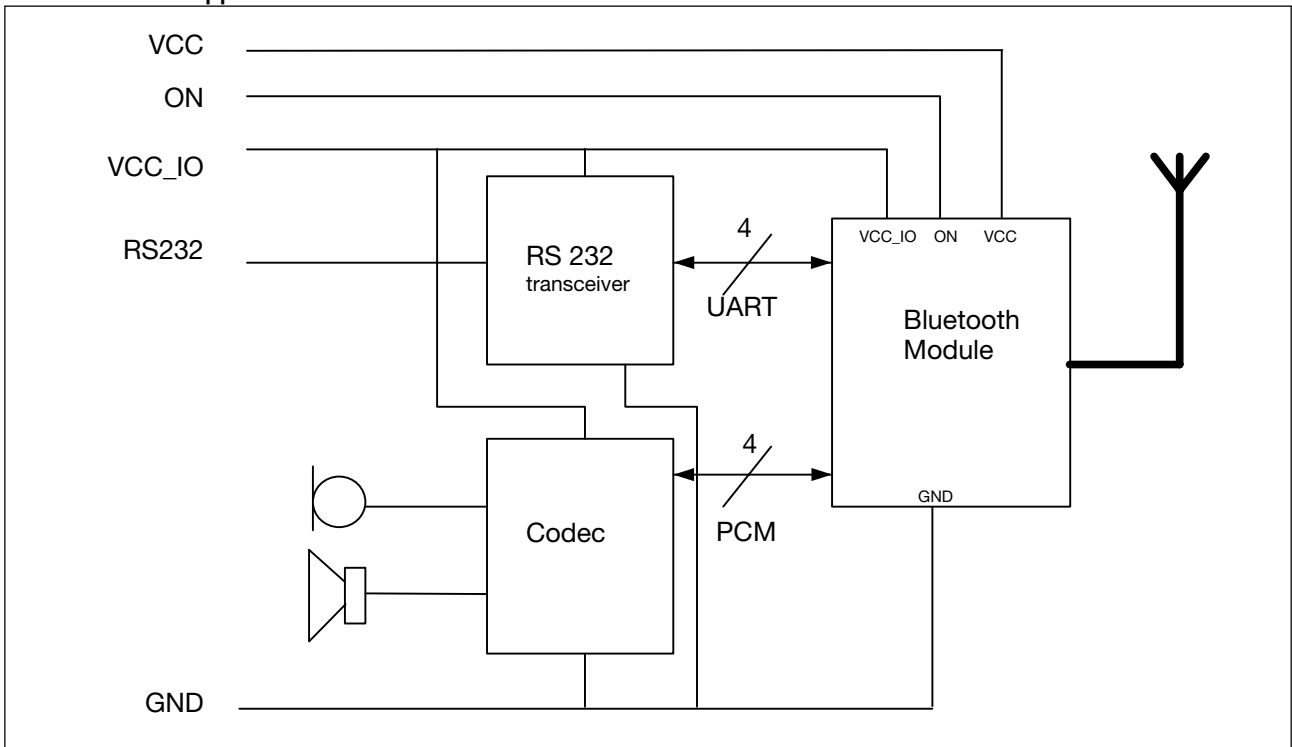 VCC
ON
VCC_IO
RS232
RS 232
transceiver
4
UART
VCC_IO ON VCC
Bluetooth
Module
4
PCM
GND
Codec
GND